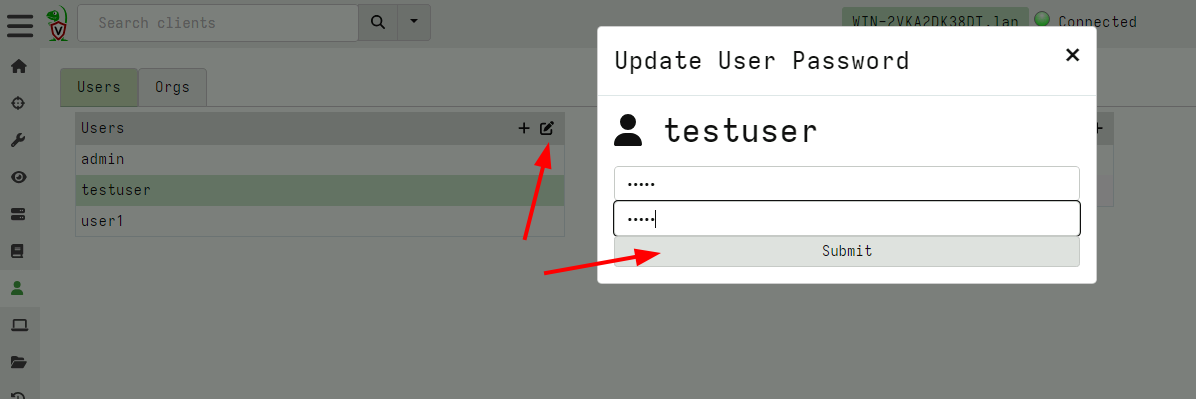 Search clients
WIN-2VKA2DK38DT.lan
Connected
Update User Password
Users
Orgs
Users
testuser
admin
testuser
user1
Submit